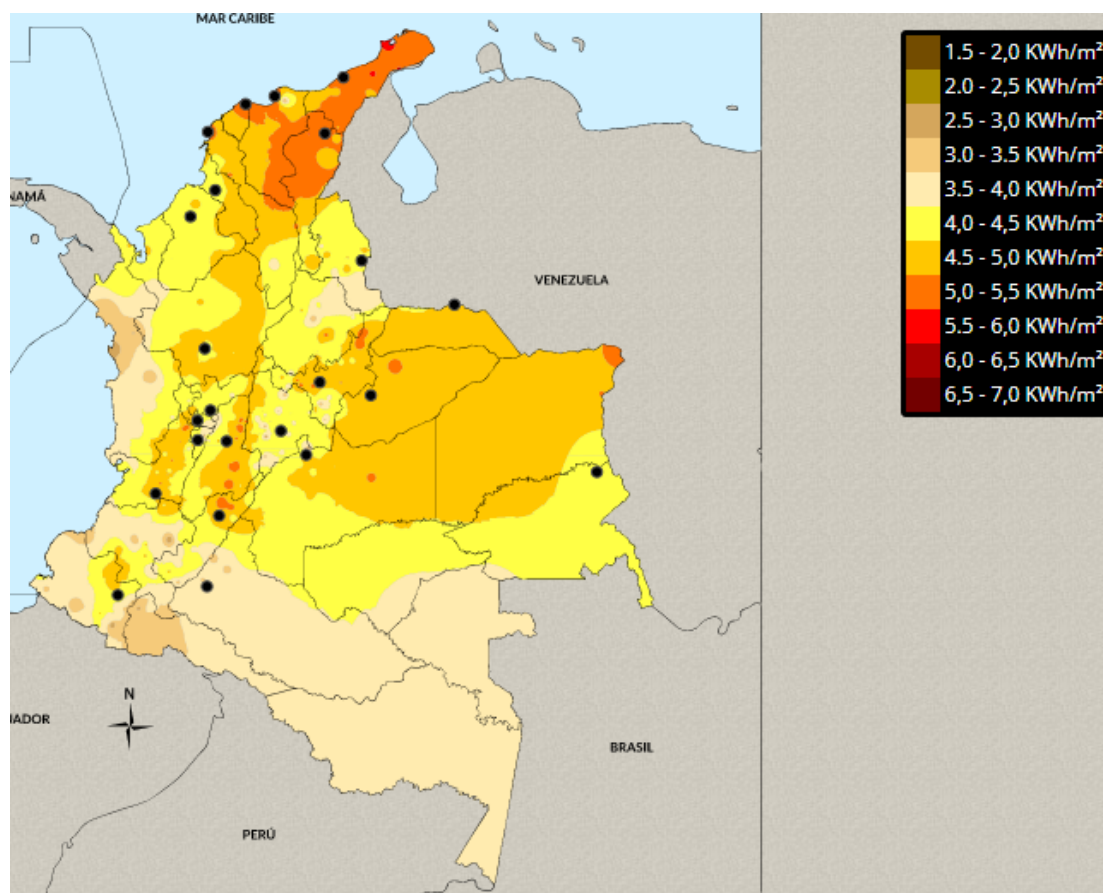 MAR CARIBE
1.5 - 2,0 KWh/m²
2.0 - 2,5 KWh/m²
2.5 - 3,0 KWh/m²
3.0 - 3.5 KWh/m²
3.5 - 4,0 KWh/m²
4,0 - 4,5 KWh/m²
4.5 - 5,0 KWh/m²
5,0 - 5,5 KWh/m²
5.5 - 6,0 KWh/m²
6,0 - 6,5 KWh/m²
6,5 - 7,0 KWh/m²
NAMÁ
VENEZUELA
N
JADOR
BRASIL
PERÚ